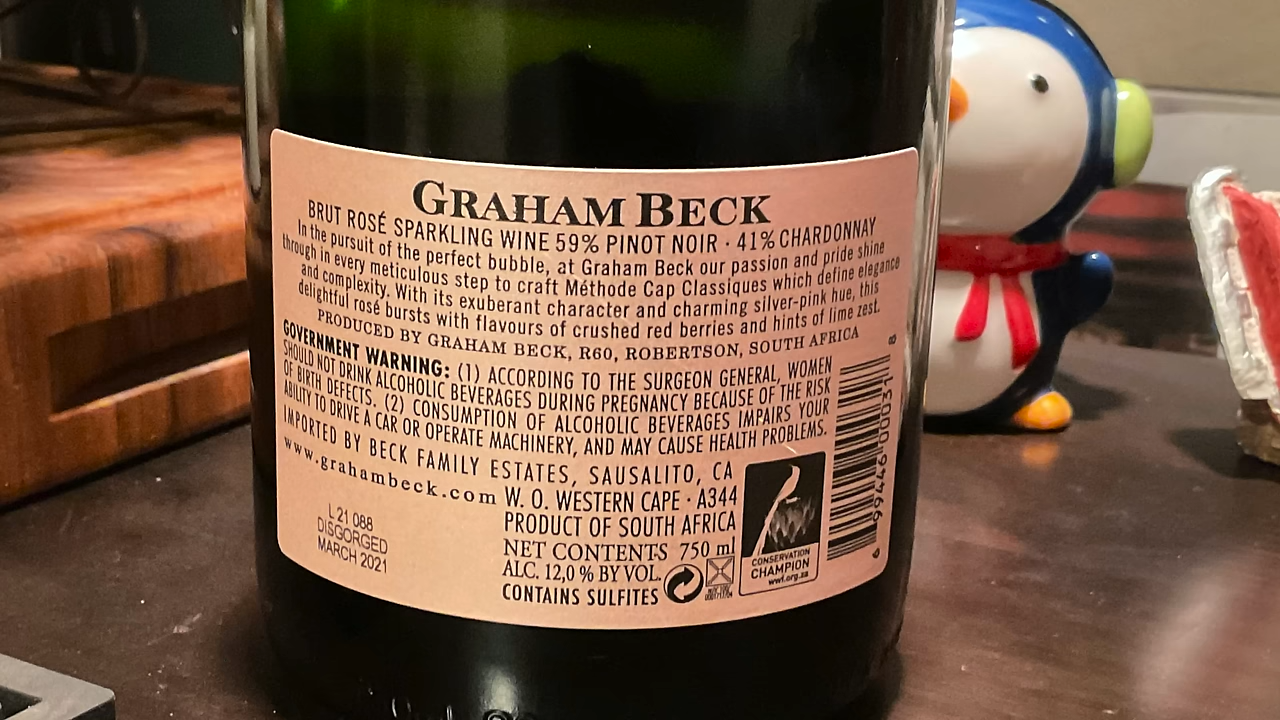 GRAHAM BECK
BRUT ROSÉ SPARKLING WINE 59% PINOT NOIR · 41% CHARDONNAY
In the pursuit of the perfect bubble, at Graham Beck our passion and pride shine
through in every meticulous step to craft Méthode Cap Classiques which define elegance
and complexity. With its exuberant character and charming silver-pink hue, this
delightful rosé bursts with flavours of crushed red berries and hints of lime zest.
PRODUCED BY GRAHAM BECK, R60, ROBERTSON, SOUTH AFRICA
GOVERNMENT WARNING: (1) ACCORDING TO THE SURGEON GENERAL, WOMEN
SHOULD NOT DRINK ALCOHOLIC BEVERAGES DURING PREGNANCY BECAUSE OF THE RISK
OF BIRTH DEFECTS. (2) CONSUMPTION OF ALCOHOLIC BEVERAGES IMPAIRS YOUR
ABILITY TO DRIVE A CAR OR OPERATE MACHINERY, AND MAY CAUSE HEALTH PROBLEMS.
IMPORTED BY BECK FAMILY ESTATES, SAUSALITO, CA
www.grahambeck.com
W. O. WESTERN CAPE · A344
PRODUCT OF SOUTH AFRICA
NET CONTENTS 750 ml
ALC. 12,0 % BY VOL.
CONTAINS SULFITES
L 21 088
DISGORGED
MARCH 2021
CONSERVATION
CHAMPION
www.wwf.org.za
6 99446 00031 8